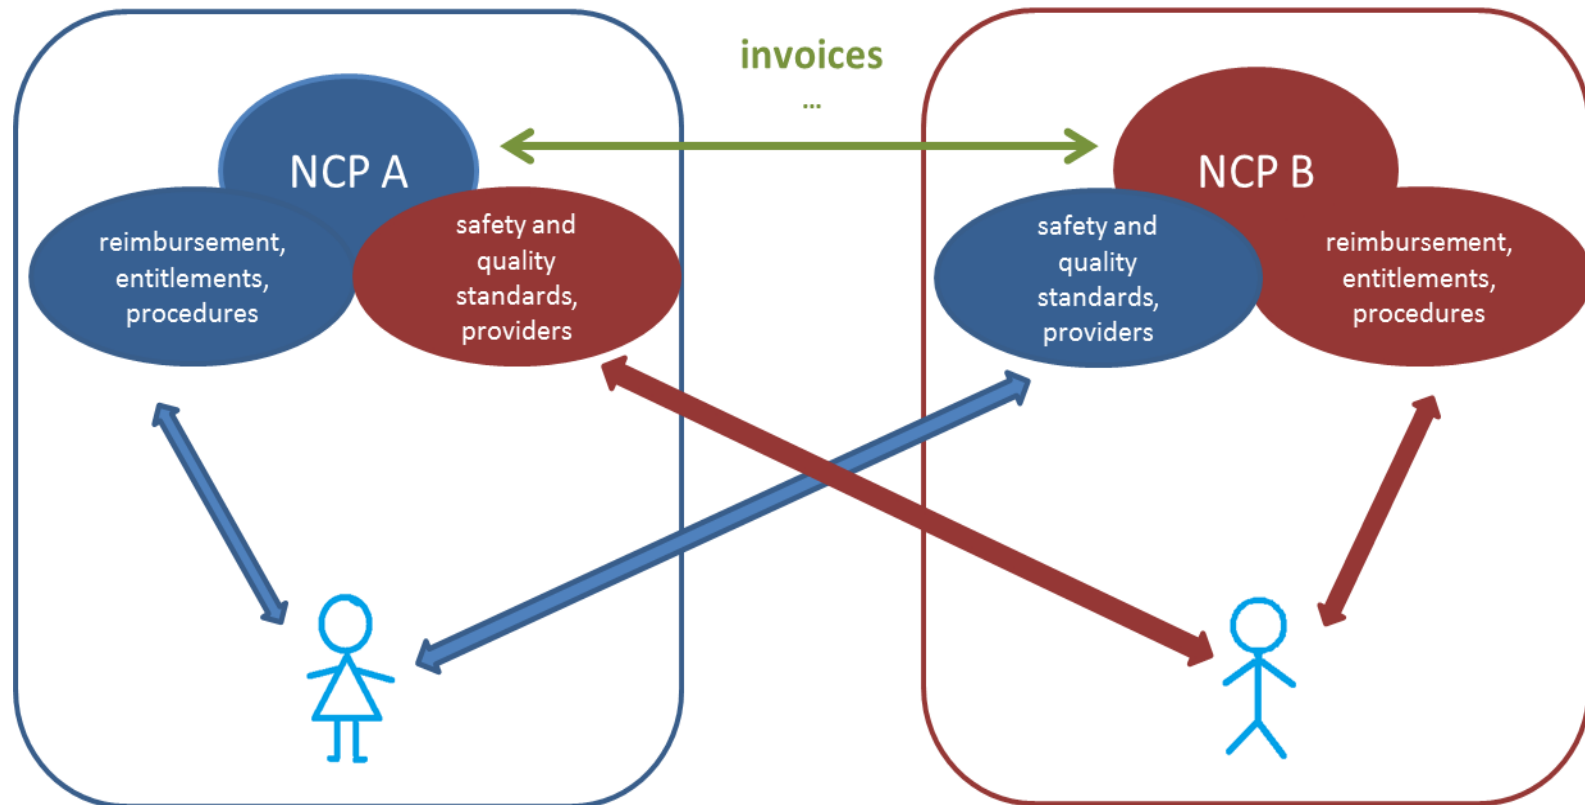 invoices
...
NCP A
reimbursement,
entitlements,
procedures
safety and
quality
standards,
providers
NCP B
safety and
quality
standards,
providers
reimbursement,
entitlements,
procedures